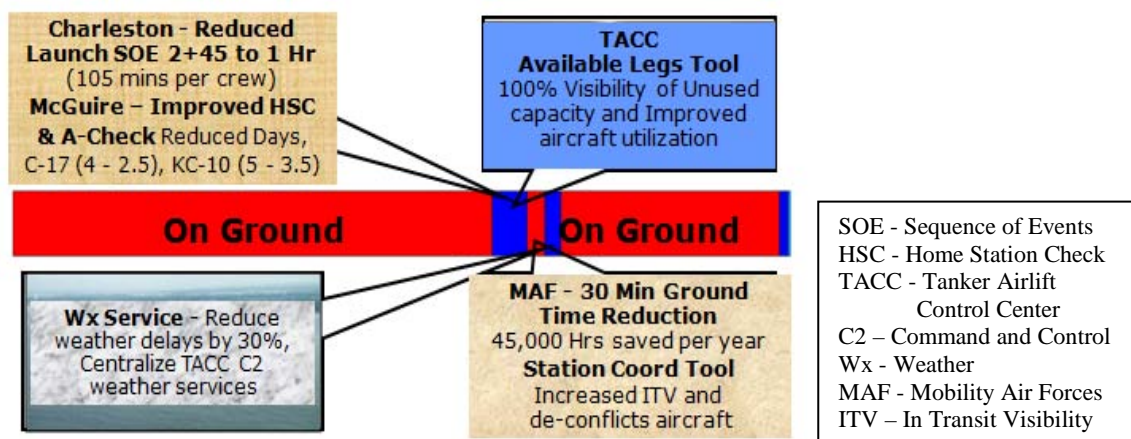 Charleston - Reduced
Launch SOE 2+45 to 1 Hr
(105 mins per crew)
McGuire – Improved HSC
& A-Check Reduced Days,
C-17 (4 - 2.5), KC-10 (5 - 3.5)
TACC
Available Legs Tool
100% Visibility of Unused
capacity and Improved
aircraft utilization
On Ground
On Ground
Wx Service - Reduce
weather delays by 30%,
Centralize TACC C2
weather services
MAF - 30 Min Ground
Time Reduction
45,000 Hrs saved per year
Station Coord Tool
Increased ITV and
de-conflicts aircraft
SOE - Sequence of Events
HSC - Home Station Check
TACC - Tanker Airlift
Control Center
C2 – Command and Control
Wx - Weather
MAF - Mobility Air Forces
ITV – In Transit Visibility